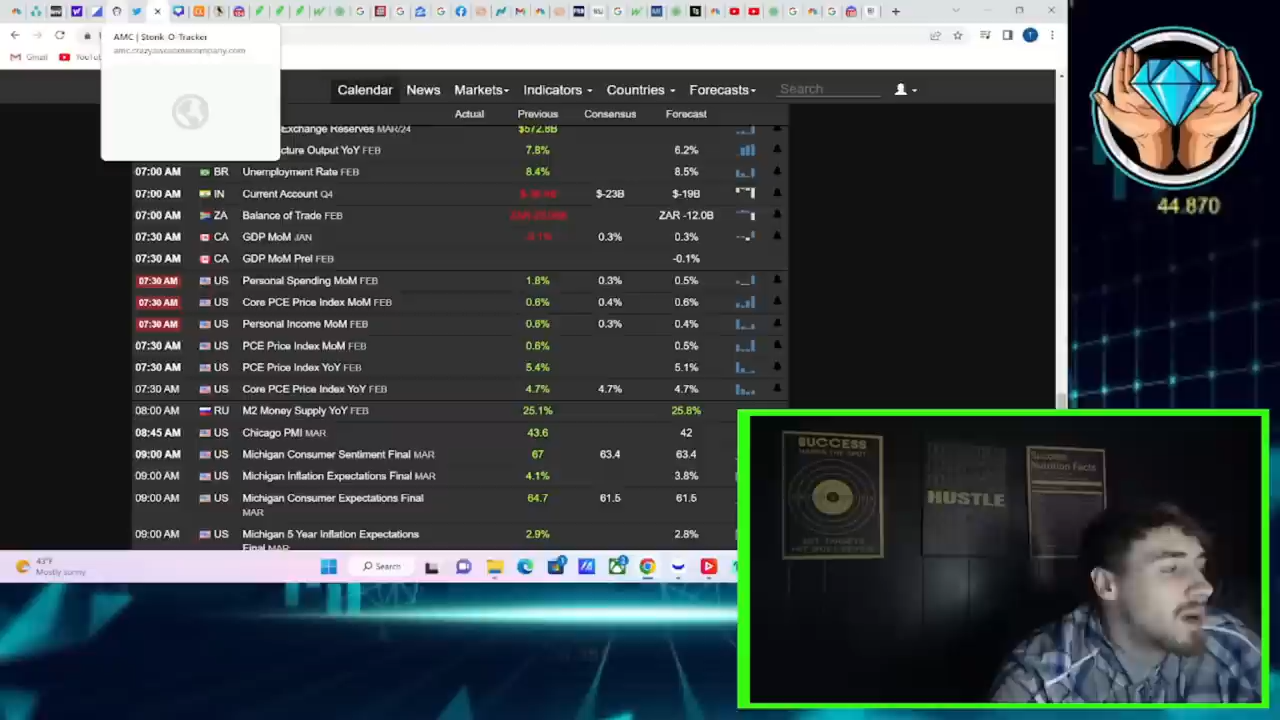 AMC | Stonk-O-Tracker
Gmail
Calendar News Markets Indicators Countries Forecasts Search
Actual Previous Consensus Forecast
Exchange Reserves MAR/24 $572.8B
cture Output YoY FEB 7.8% 6.2%
07:00 AM BR Unemployment Rate FEB 8.4% 8.5%
07:00 AM IN Current Account Q4 $-23B $-19B
07:00 AM ZA Balance of Trade FEB ZAR -12.0B
07:30 AM CA GDP MoM JAN -0.1% 0.3% 0.3%
07:30 AM CA GDP MoM Prel FEB -0.1%
07:30 AM US Personal Spending MoM FEB 1.8% 0.3% 0.5%
07:30 AM US Core PCE Price Index MoM FEB 0.6% 0.4% 0.6%
07:30 AM US Personal Income MoM FEB 0.6% 0.3% 0.4%
07:30 AM US PCE Price Index MoM FEB 0.6% 0.5%
07:30 AM US PCE Price Index YoY FEB 5.4% 5.1%
07:30 AM US Core PCE Price Index YoY FEB 4.7% 4.7% 4.7%
08:00 AM RU M2 Money Supply YoY FEB 25.1% 25.8%
08:45 AM US Chicago PMI MAR 43.6 42
09:00 AM US Michigan Consumer Sentiment Final MAR 67 63.4 63.4
09:00 AM US Michigan Inflation Expectations Final MAR 4.1% 3.8%
09:00 AM US Michigan Consumer Expectations Final 64.7 61.5 61.5
MAR
09:00 AM US Michigan 5 Year Inflation Expectations 2.9% 2.8%
Final MAR
44.870
SUCCESS
HUSTLE
Success
Nutrition Facts
43°F
Mostly sunny
Search